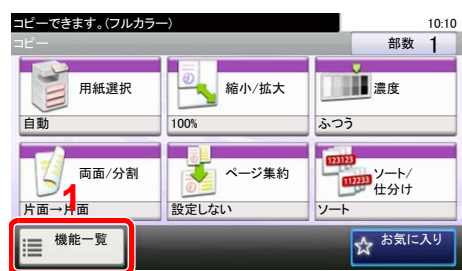 コピーできます。(フルカラー)
10:10
コピー
部数 1
用紙選択
自動
縮小/拡大
100%
濃度
ふつう
両面/分割
片面→片面
1
ページ集約
設定しない
123123
112233
ソート/
仕分け
ソート
機能一覧
お気に入り